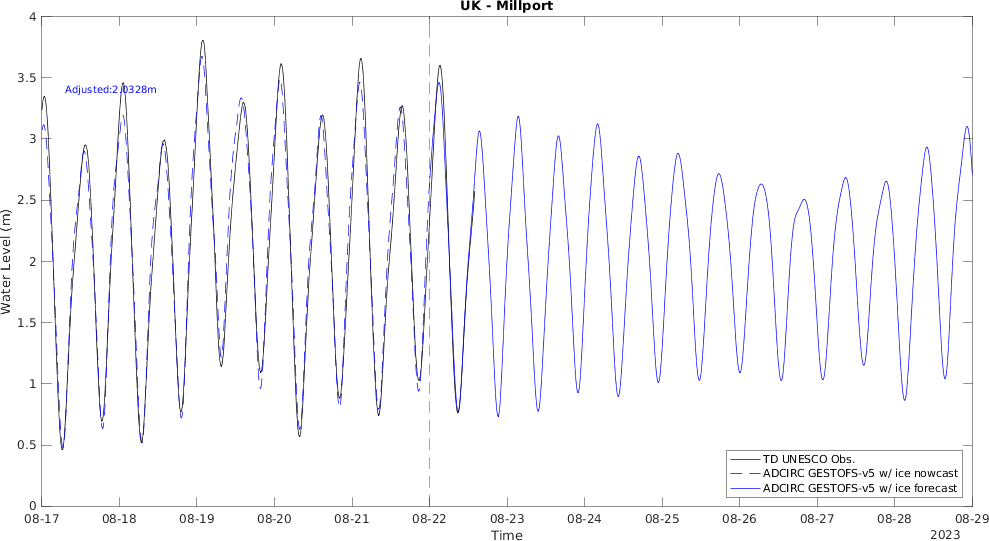 UK - Millport
4
3.5
3
2.5
2
1.5
1
0.5
0
Water Level (m)
Adjusted:2.0328m
TD UNESCO Obs.
ADCIRC GESTOFS-v5 w/ ice nowcast
ADCIRC GESTOFS-v5 w/ ice forecast
08-17 08-18 08-19 08-20 08-21 08-22 08-23 08-24 08-25 08-26 08-27 08-28 08-29
Time
2023